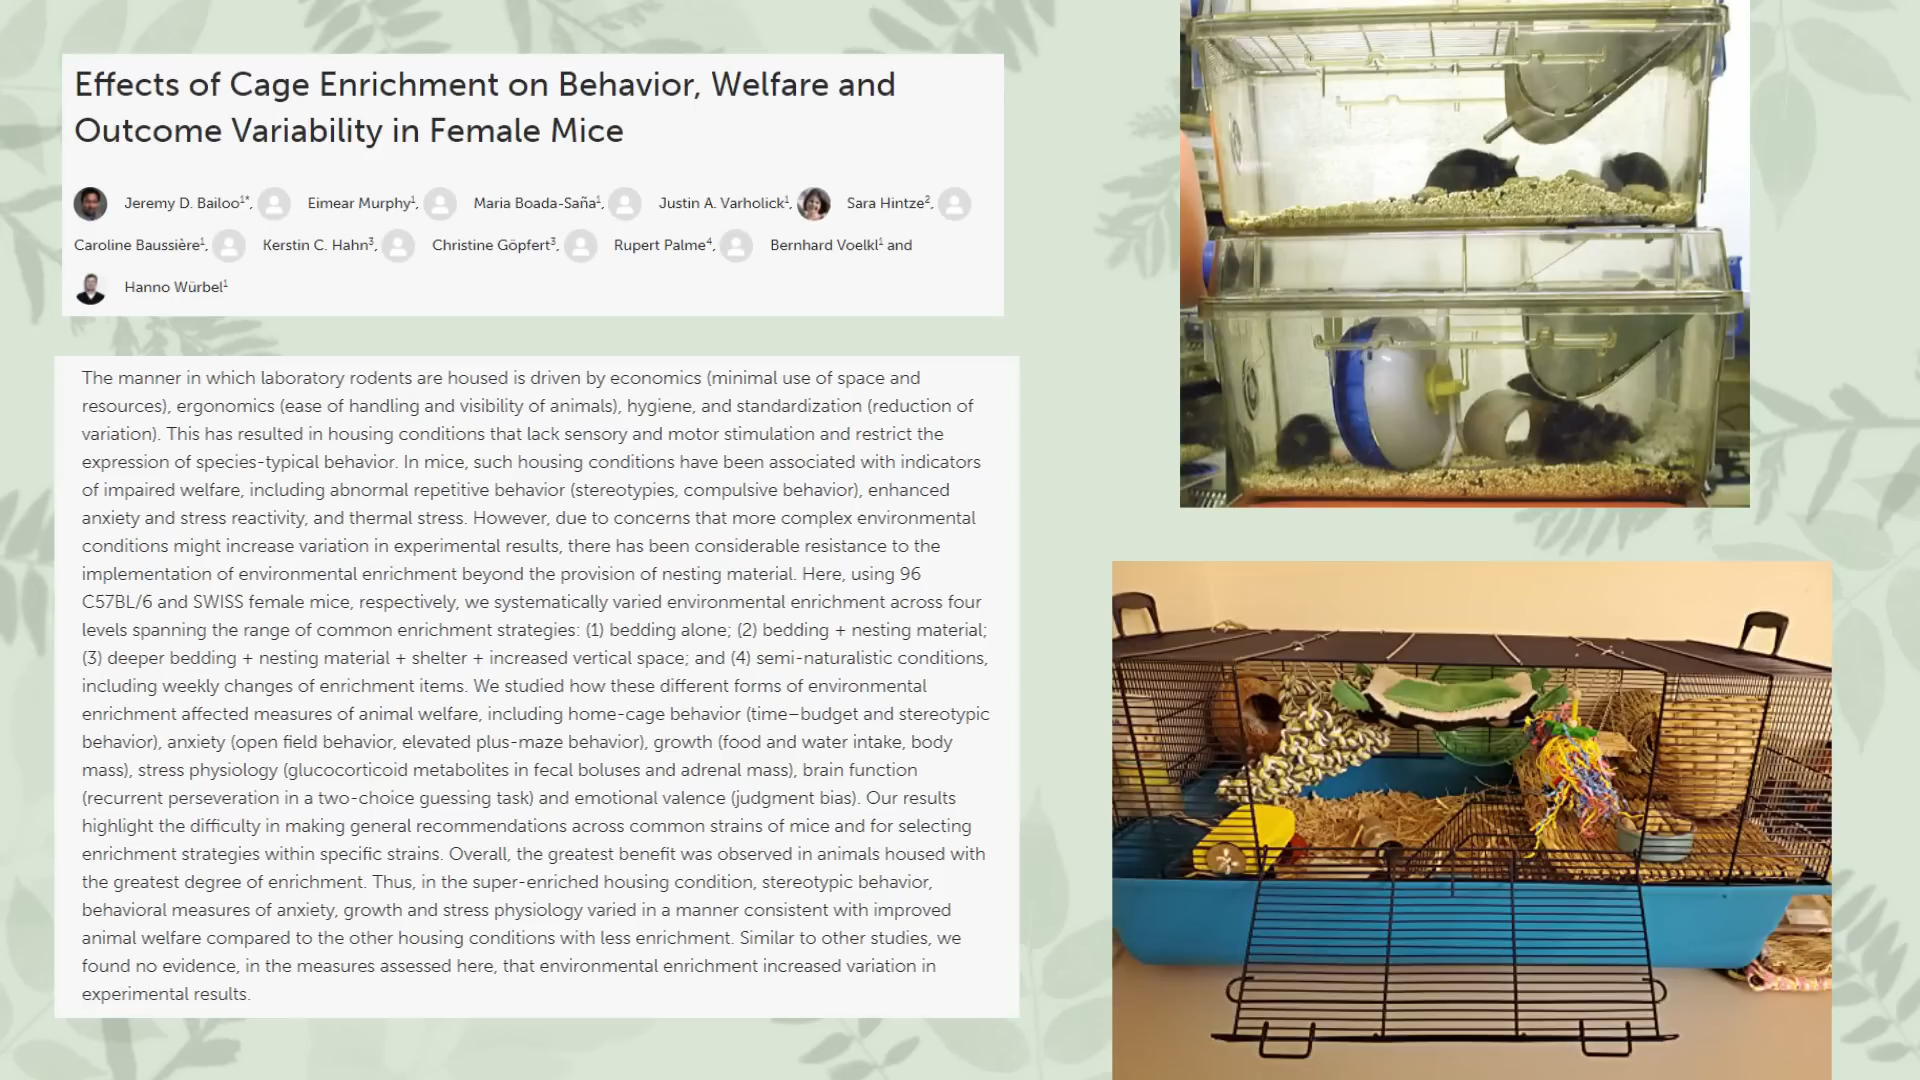 Effects of Cage Enrichment on Behavior, Welfare and
Outcome Variability in Female Mice
Jeremy D. Bailoo1*, Eimear Murphy1, Maria Boada-Saña1, Justin A. Varholick1, Sara Hintze2,
Caroline Baussière1, Kerstin C. Hahn3, Christine Göpfert3, Rupert Palme4, Bernhard Voelkl1 and
Hanno Würbel1
The manner in which laboratory rodents are housed is driven by economics (minimal use of space and
resources), ergonomics (ease of handling and visibility of animals), hygiene, and standardization (reduction of
variation). This has resulted in housing conditions that lack sensory and motor stimulation and restrict the
expression of species-typical behavior. In mice, such housing conditions have been associated with indicators
of impaired welfare, including abnormal repetitive behavior (stereotypies, compulsive behavior), enhanced
anxiety and stress reactivity, and thermal stress. However, due to concerns that more complex environmental
conditions might increase variation in experimental results, there has been considerable resistance to the
implementation of environmental enrichment beyond the provision of nesting material. Here, using 96
C57BL/6 and SWISS female mice, respectively, we systematically varied environmental enrichment across four
levels spanning the range of common enrichment strategies: (1) bedding alone; (2) bedding + nesting material;
(3) deeper bedding + nesting material + shelter + increased vertical space; and (4) semi-naturalistic conditions,
including weekly changes of enrichment items. We studied how these different forms of environmental
enrichment affected measures of animal welfare, including home-cage behavior (time–budget and stereotypic
behavior), anxiety (open field behavior, elevated plus-maze behavior), growth (food and water intake, body
mass), stress physiology (glucocorticoid metabolites in fecal boluses and adrenal mass), brain function
(recurrent perseveration in a two-choice guessing task) and emotional valence (judgment bias). Our results
highlight the difficulty in making general recommendations across common strains of mice and for selecting
enrichment strategies within specific strains. Overall, the greatest benefit was observed in animals housed with
the greatest degree of enrichment. Thus, in the super-enriched housing condition, stereotypic behavior,
behavioral measures of anxiety, growth and stress physiology varied in a manner consistent with improved
animal welfare compared to the other housing conditions with less enrichment. Similar to other studies, we
found no evidence, in the measures assessed here, that environmental enrichment increased variation in
experimental results.